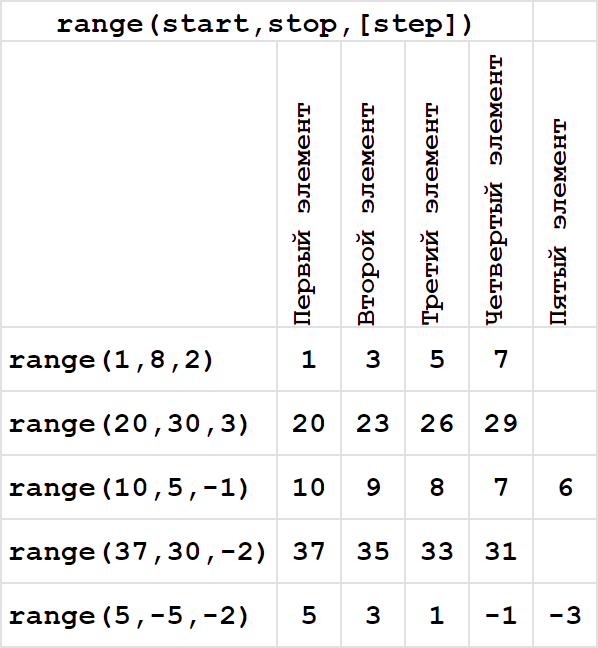 range(start,stop,[step])
Первый элемент
Второй элемент
Третий элемент
Четвертый элемент
Пятый элемент
range(1,8,2) 1 3 5 7
range(20,30,3) 20 23 26 29
range(10,5,-1) 10 9 8 7 6
range(37,30,-2) 37 35 33 31
range(5,-5,-2) 5 3 1 -1 -3